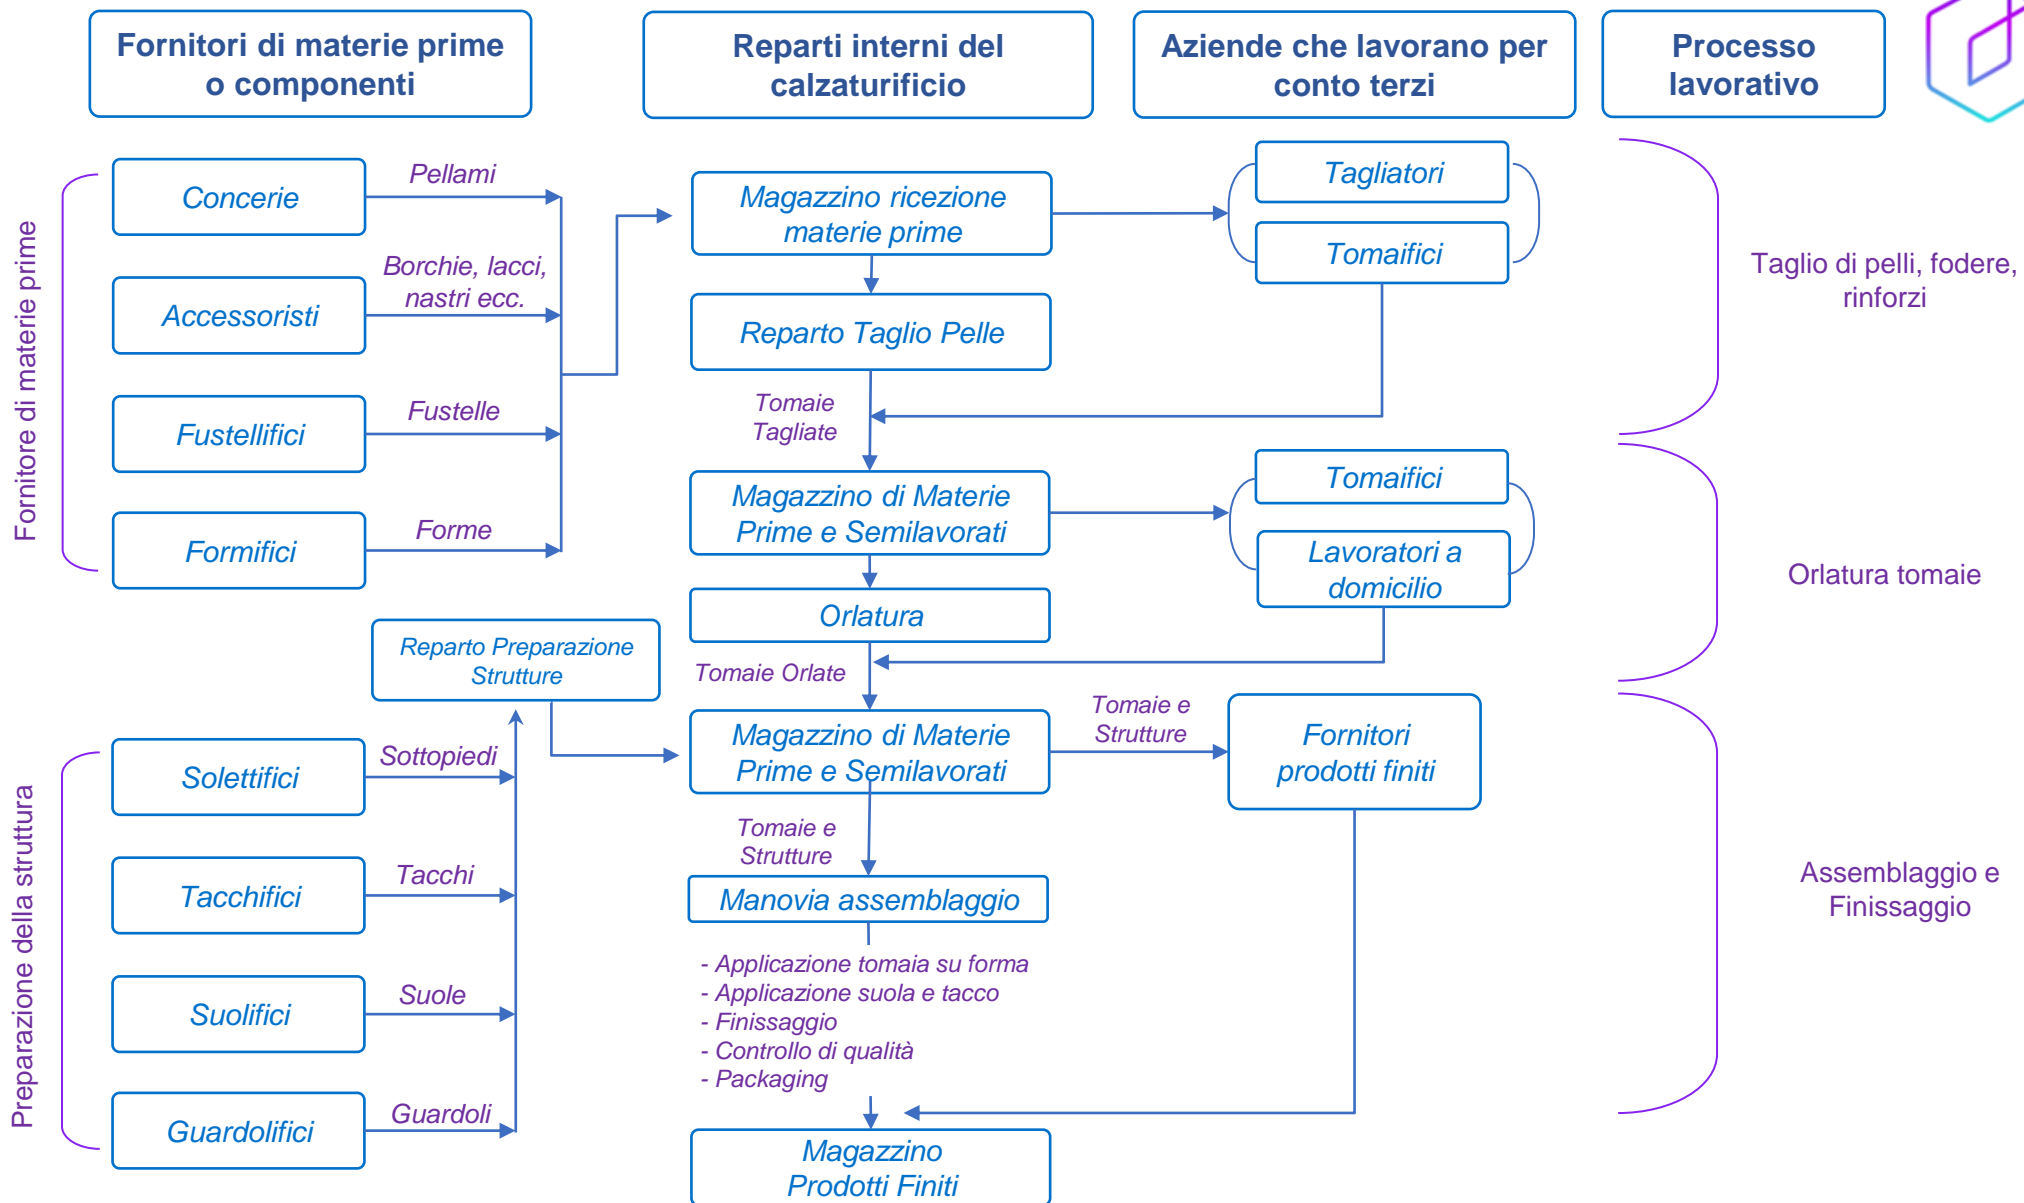 Fornitori di materie prime
o componenti
Reparti interni del
calzaturificio
Aziende che lavorano per
conto terzi
Processo
lavorativo
Fornitore di materie prime
Concerie
Pellami
Accessoristi
Borchie, lacci,
nastri ecc.
Fustellifici
Fustelle
Formifici
Forme
Magazzino ricezione
materie prime
Reparto Taglio Pelle
Tomaie
Tagliate
Tagliatori
Tomaifici
Taglio di pelli, fodere,
rinforzi
Magazzino di Materie
Prime e Semilavorati
Orlatura
Tomaie Orlate
Tomaifici
Lavoratori a
domicilio
Orlatura tomaie
Reparto Preparazione
Strutture
Preparazione della struttura
Solettifici
Sottopiedi
Tacchifici
Tacchi
Suolifici
Suole
Guardolifici
Guardoli
Magazzino di Materie
Prime e Semilavorati
Tomaie e
Strutture
Fornitori
prodotti finiti
Tomaie e
Strutture
Manovia assemblaggio
- Applicazione tomaia su forma
- Applicazione suola e tacco
- Finissaggio
- Controllo di qualità
- Packaging
Magazzino
Prodotti Finiti
Assemblaggio e
Finissaggio